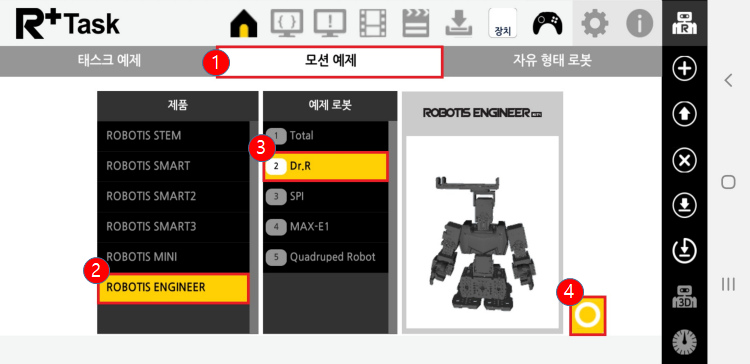 R+Task
장치
태스크 예제
1
모션 예제
자유 형태 로봇
제품
ROBOTIS STEM
ROBOTIS SMART
ROBOTIS SMART2
ROBOTIS SMART3
ROBOTIS MINI
2
ROBOTIS ENGINEER
예제 로봇
1 Total
3
2 Dr.R
3 SPI
4 MAX-E1
5 Quadruped Robot
ROBOTIS ENGINEER
4
R
3D